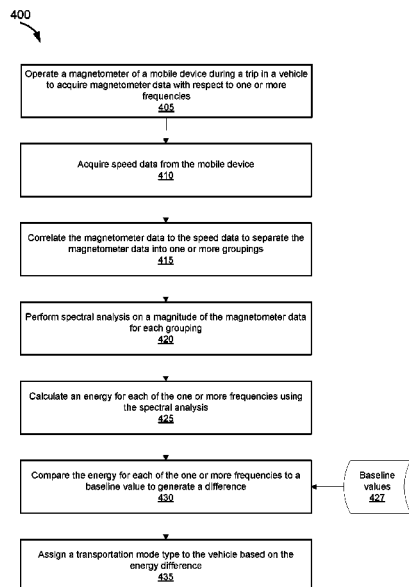 400
Operate a magnetometer of a mobile device during a trip in a vehicle
to acquire magnetometer data with respect to one or more
frequencies
405
Acquire speed data from the mobile device
410
Correlate the magnetometer data to the speed data to separate the
magnetometer data into one or more groupings
415
Perform spectral analysis on a magnitude of the magnetometer data
for each grouping
420
Calculate an energy for each of the one or more frequencies using
the spectral analysis
425
Compare the energy for each of the one or more frequencies to a
baseline value to generate a difference
430
Baseline
values
427
Assign a transportation mode type to the vehicle based on the
energy difference
435